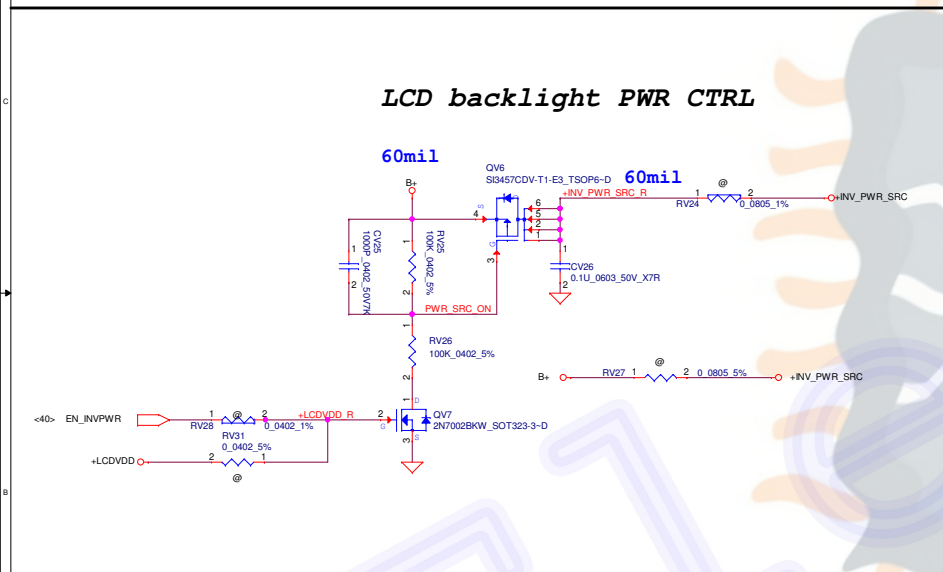 C
LCD backlight PWR CTRL
60mil
B+
QV6
SI3457CDV-T1-E3_TSOP6~D
60mil
+INV_PWR_SRC_R
RV24
1
@
2
0_0805_1%
+INV_PWR_SRC
S
4
6
5
2
1
G
3
1
CV25
1000P_0402_50V7K
2
1
RV25
100K_0402_5%
2
1
CV26
0.1U_0603_50V_X7R
2
PWR_SRC_ON
1
RV26
100K_0402_5%
2
B+
RV27
1
@
2
0_0805_5%
+INV_PWR_SRC
<40>
EN_INVPWR
1
@
2
RV28
0_0402_1%
+LCDVDD_R
2
G
1
D
QV7
2N7002BKW_SOT323-3~D
3
S
RV31
0_0402_5%
+LCDVDD
2
1
@
B